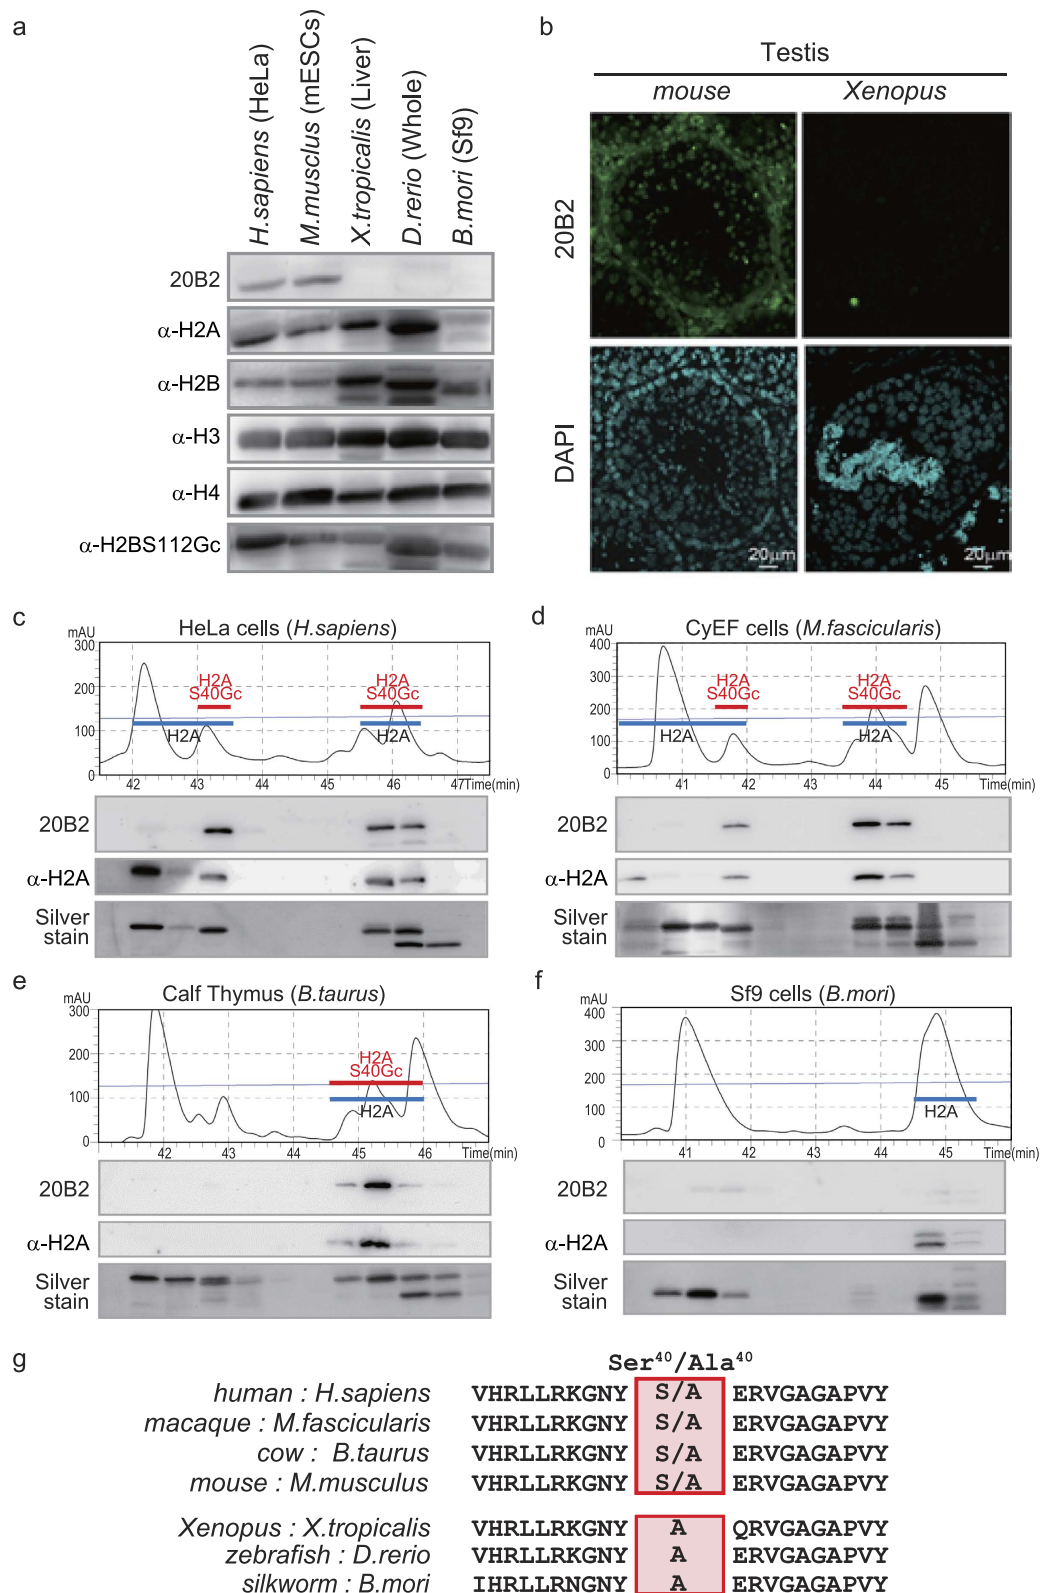 a
H.sapiens (HeLa)
M.musclus (mESCs)
X.tropicalis (Liver)
D.rerio (Whole)
B.mori (Sf9)
20B2
α-H2A
α-H2B
α-H3
α-H4
α-H2BS112Gc
b
Testis
mouse
Xenopus
20B2
DAPI
20μm
20μm
c
HeLa cells (H.sapiens)
mAU
300
200
100
0
H2A
S40Gc
H2A
S40Gc
H2A
H2A
42
43
44
45
46
47
Time(min)
20B2
α-H2A
Silver
stain
d
CyEF cells (M.fascicularis)
mAU
400
300
200
100
0
H2A
S40Gc
H2A
S40Gc
H2A
H2A
41
42
43
44
45
Time(min)
20B2
α-H2A
Silver
stain
e
Calf Thymus (B.taurus)
mAU
300
200
100
0
H2A
S40Gc
H2A
42
43
44
45
46
Time(min)
20B2
α-H2A
Silver
stain
f
Sf9 cells (B.mori)
mAU
400
300
200
100
0
H2A
41
42
43
44
45
Time(min)
20B2
α-H2A
Silver
stain
g
Ser⁴⁰/Ala⁴⁰
human : H.sapiens VHRLLRKGNY S/A ERVGAGAPVY
macaque : M.fascicularis VHRLLRKGNY S/A ERVGAGAPVY
cow : B.taurus VHRLLRKGNY S/A ERVGAGAPVY
mouse : M.musculus VHRLLRKGNY S/A ERVGAGAPVY
Xenopus : X.tropicalis VHRLLRKGNY A QRVGAGAPVY
zebrafish : D.rerio VHRLLRKGNY A ERVGAGAPVY
silkworm : B.mori IHRLLRNGNY A ERVGAGAPVY